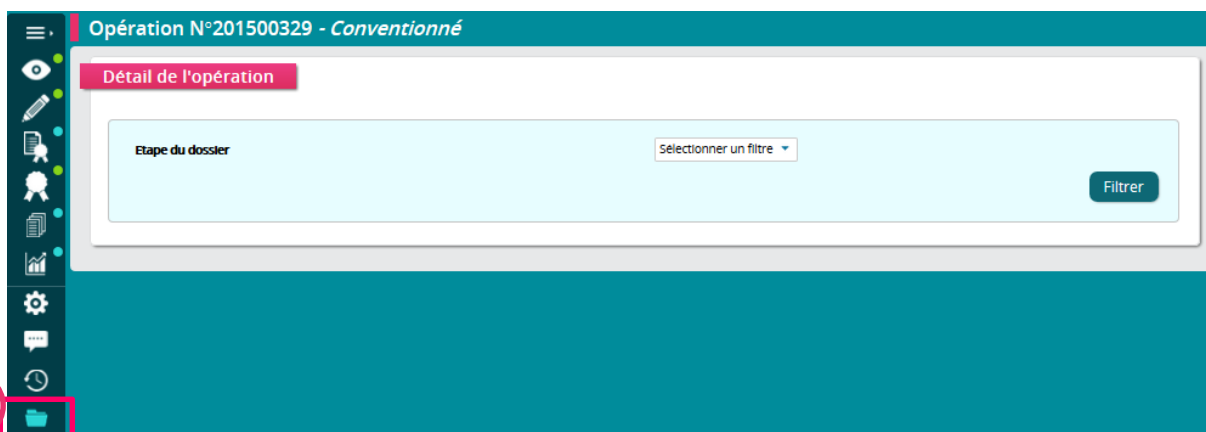 Opération N°201500329 - Conventionné
Détail de l'opération
Etape du dossier
Sélectionner un filtre
Filtrer